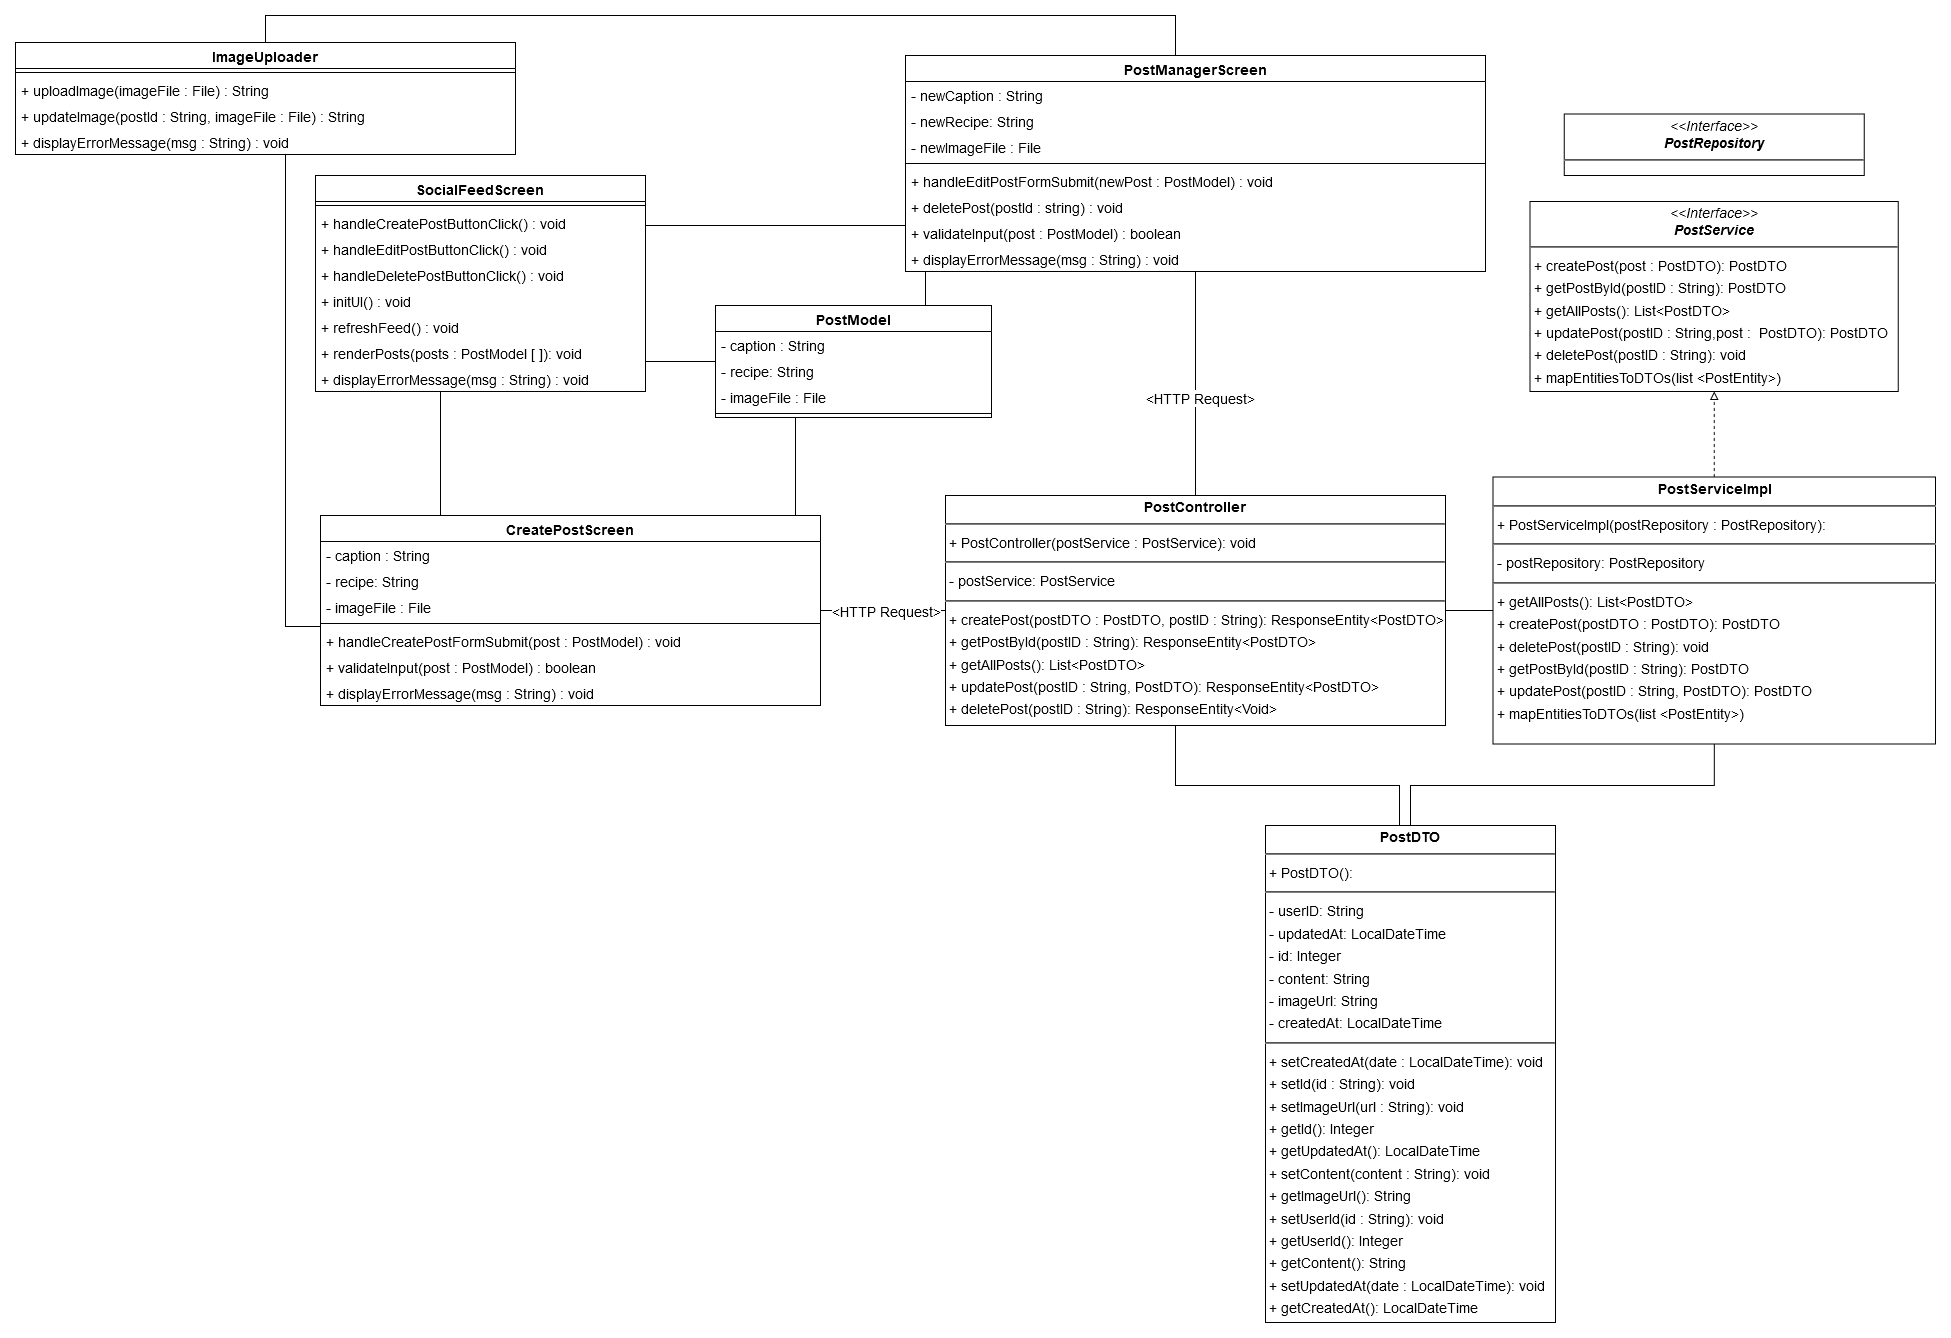 ImageUploader
+ uploadImage(imageFile : File) : String
+ updateImage(postId : String, imageFile : File) : String
+ displayErrorMessage(msg : String) : void
PostManagerScreen
- newCaption : String
- newRecipe: String
- newImageFile : File
+ handleEditPostFormSubmit(newPost : PostModel) : void
+ deletePost(postId : string) : void
+ validateInput(post : PostModel) : boolean
+ displayErrorMessage(msg : String) : void
<<Interface>>
PostRepository
SocialFeedScreen
+ handleCreatePostButtonClick() : void
+ handleEditPostButtonClick() : void
+ handleDeletePostButtonClick() : void
+ initUI() : void
+ refreshFeed() : void
+ renderPosts(posts : PostModel [ ]): void
+ displayErrorMessage(msg : String) : void
<<Interface>>
PostService
+ createPost(post : PostDTO): PostDTO
+ getPostById(postID : String): PostDTO
+ getAllPosts(): List<PostDTO>
+ updatePost(postID : String,post :  PostDTO): PostDTO
+ deletePost(postID : String): void
+ mapEntitiesToDTOs(list <PostEntity>)
PostModel
- caption : String
- recipe: String
- imageFile : File
<HTTP Request>
CreatePostScreen
- caption : String
- recipe: String
- imageFile : File
+ handleCreatePostFormSubmit(post : PostModel) : void
+ validateInput(post : PostModel) : boolean
+ displayErrorMessage(msg : String) : void
<HTTP Request>
PostController
+ PostController(postService : PostService): void
- postService: PostService
+ createPost(postDTO : PostDTO, postID : String): ResponseEntity<PostDTO>
+ getPostById(postID : String): ResponseEntity<PostDTO>
+ getAllPosts(): List<PostDTO>
+ updatePost(postID : String, PostDTO): ResponseEntity<PostDTO>
+ deletePost(postID : String): ResponseEntity<Void>
PostServiceImpl
+ PostServiceImpl(postRepository : PostRepository):
- postRepository: PostRepository
+ getAllPosts(): List<PostDTO>
+ createPost(postDTO : PostDTO): PostDTO
+ deletePost(postID : String): void
+ getPostById(postID : String): PostDTO
+ updatePost(postID : String, PostDTO): PostDTO
+ mapEntitiesToDTOs(list <PostEntity>)
PostDTO
+ PostDTO():
- userID: String
- updatedAt: LocalDateTime
- id: Integer
- content: String
- imageUrl: String
- createdAt: LocalDateTime
+ setCreatedAt(date : LocalDateTime): void
+ setId(id : String): void
+ setImageUrl(url : String): void
+ getId(): Integer
+ getUpdatedAt(): LocalDateTime
+ setContent(content : String): void
+ getImageUrl(): String
+ setUserId(id : String): void
+ getUserId(): Integer
+ getContent(): String
+ setUpdatedAt(date : LocalDateTime): void
+ getCreatedAt(): LocalDateTime